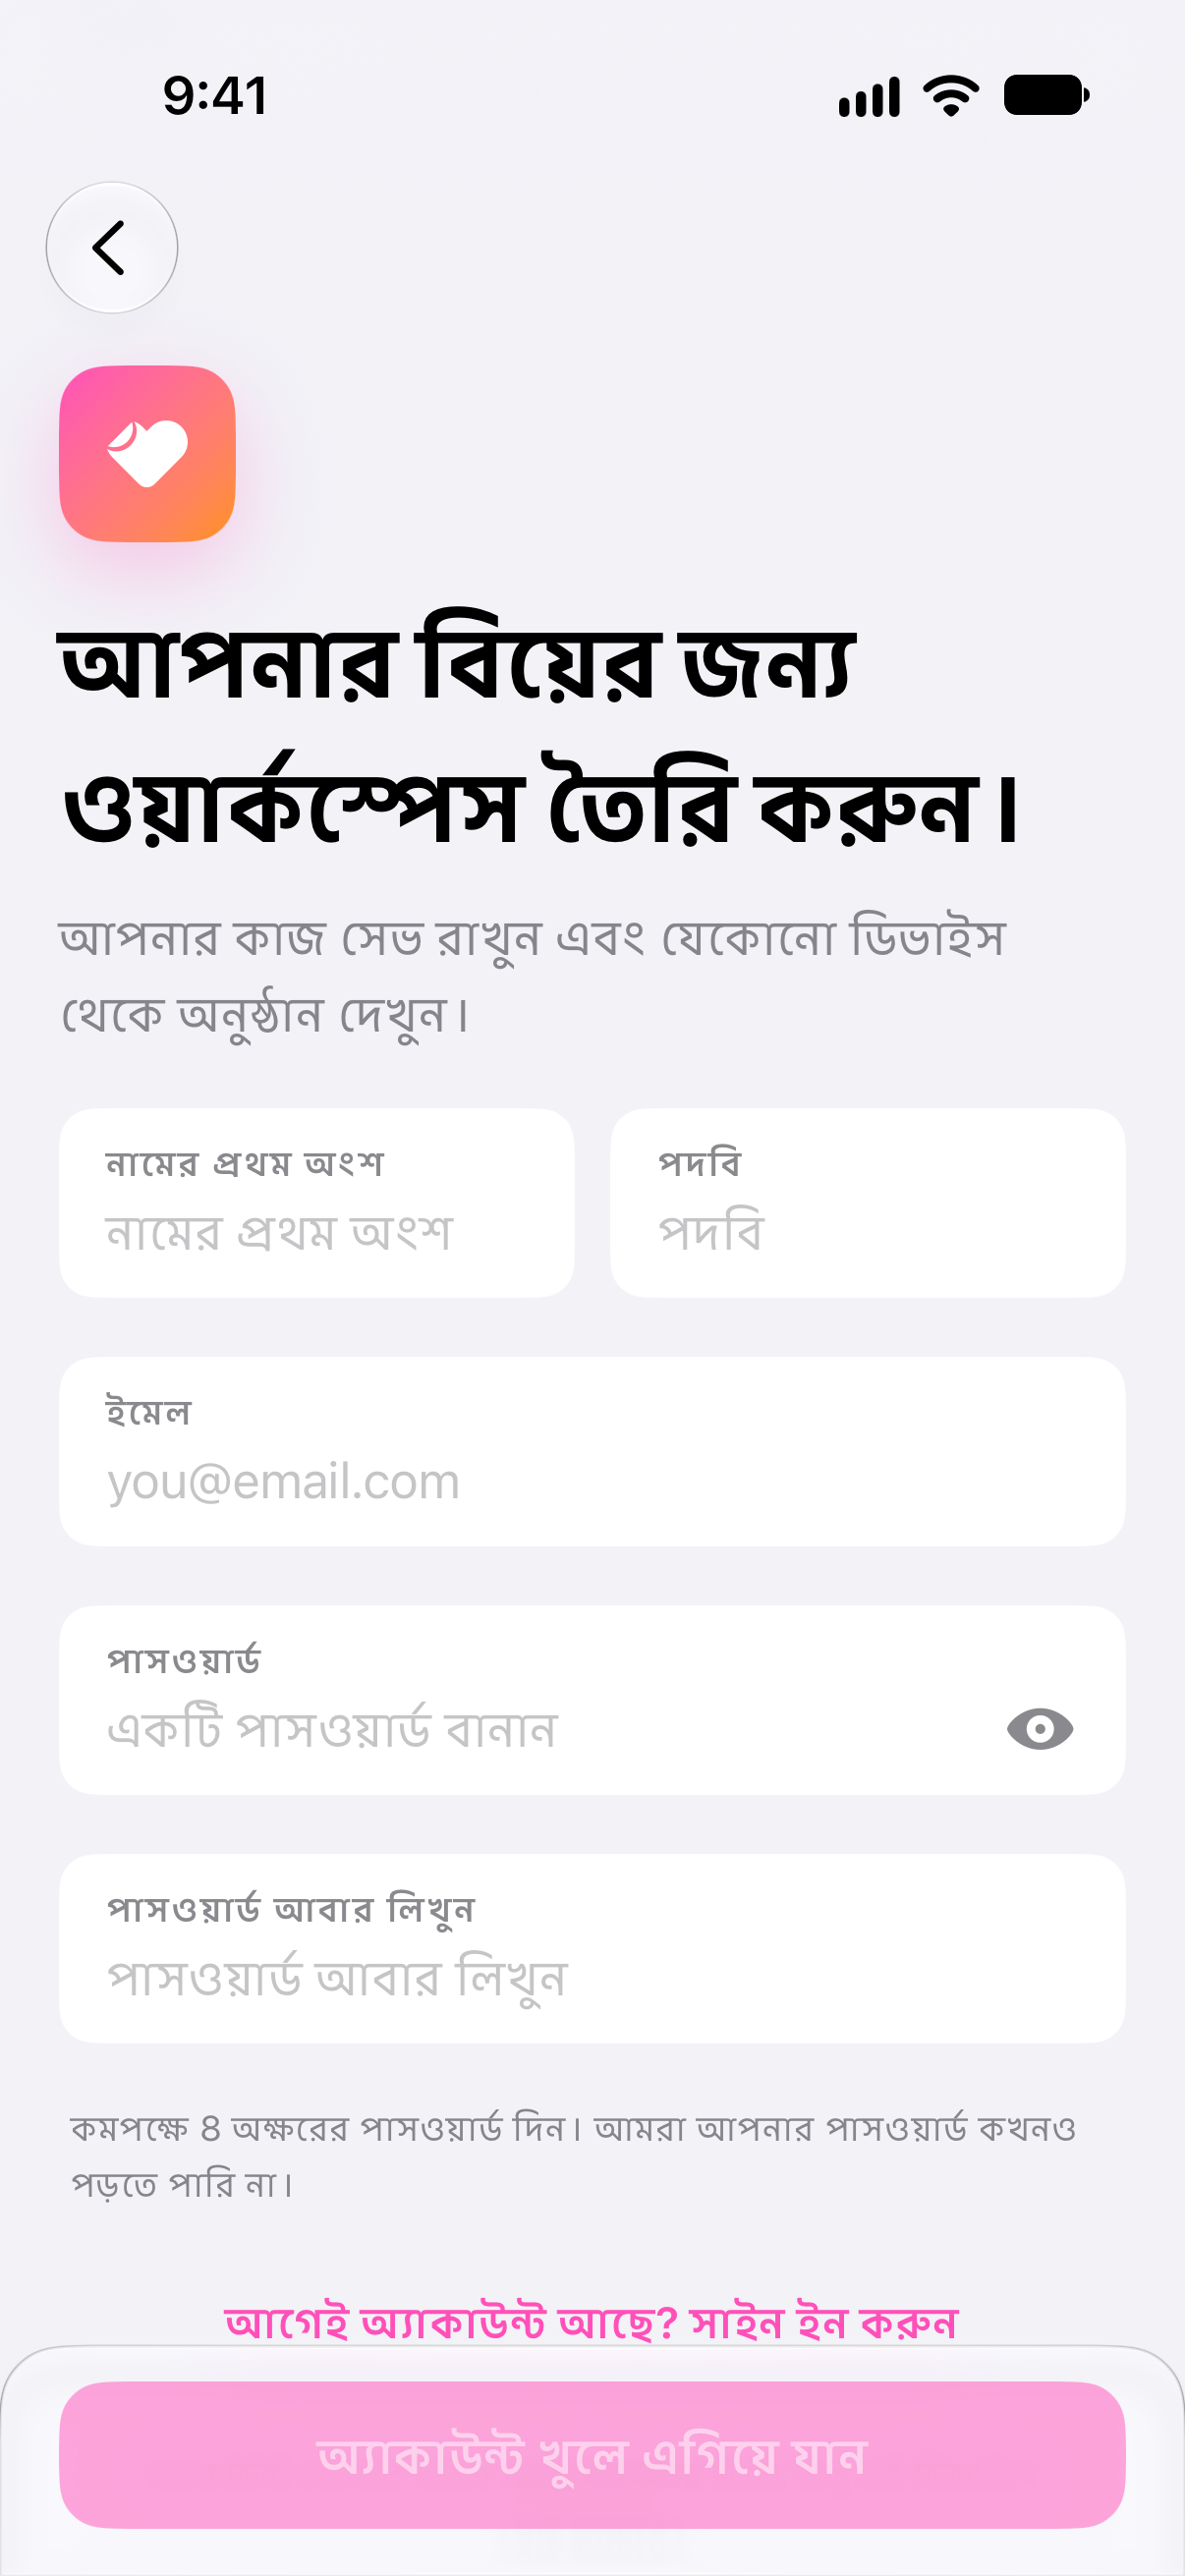 9:41
আপনার বিয়ের জন্য
ওয়ার্কস্পেস তৈরি করুন।
আপনার কাজ সেভ রাখুন এবং যেকোনো ডিভাইস
থেকে অনুষ্ঠান দেখুন।
নামের প্রথম অংশ
নামের প্রথম অংশ
পদবি
পদবি
ইমেল
you@email.com
পাসওয়ার্ড
একটি পাসওয়ার্ড বানান
পাসওয়ার্ড আবার লিখুন
পাসওয়ার্ড আবার লিখুন
কমপক্ষে 8 অক্ষরের পাসওয়ার্ড দিন। আমরা আপনার পাসওয়ার্ড কখনও
পড়তে পারি না।
আগেই অ্যাকাউন্ট আছে? সাইন ইন করুন
অ্যাকাউন্ট খুলে এগিয়ে যান